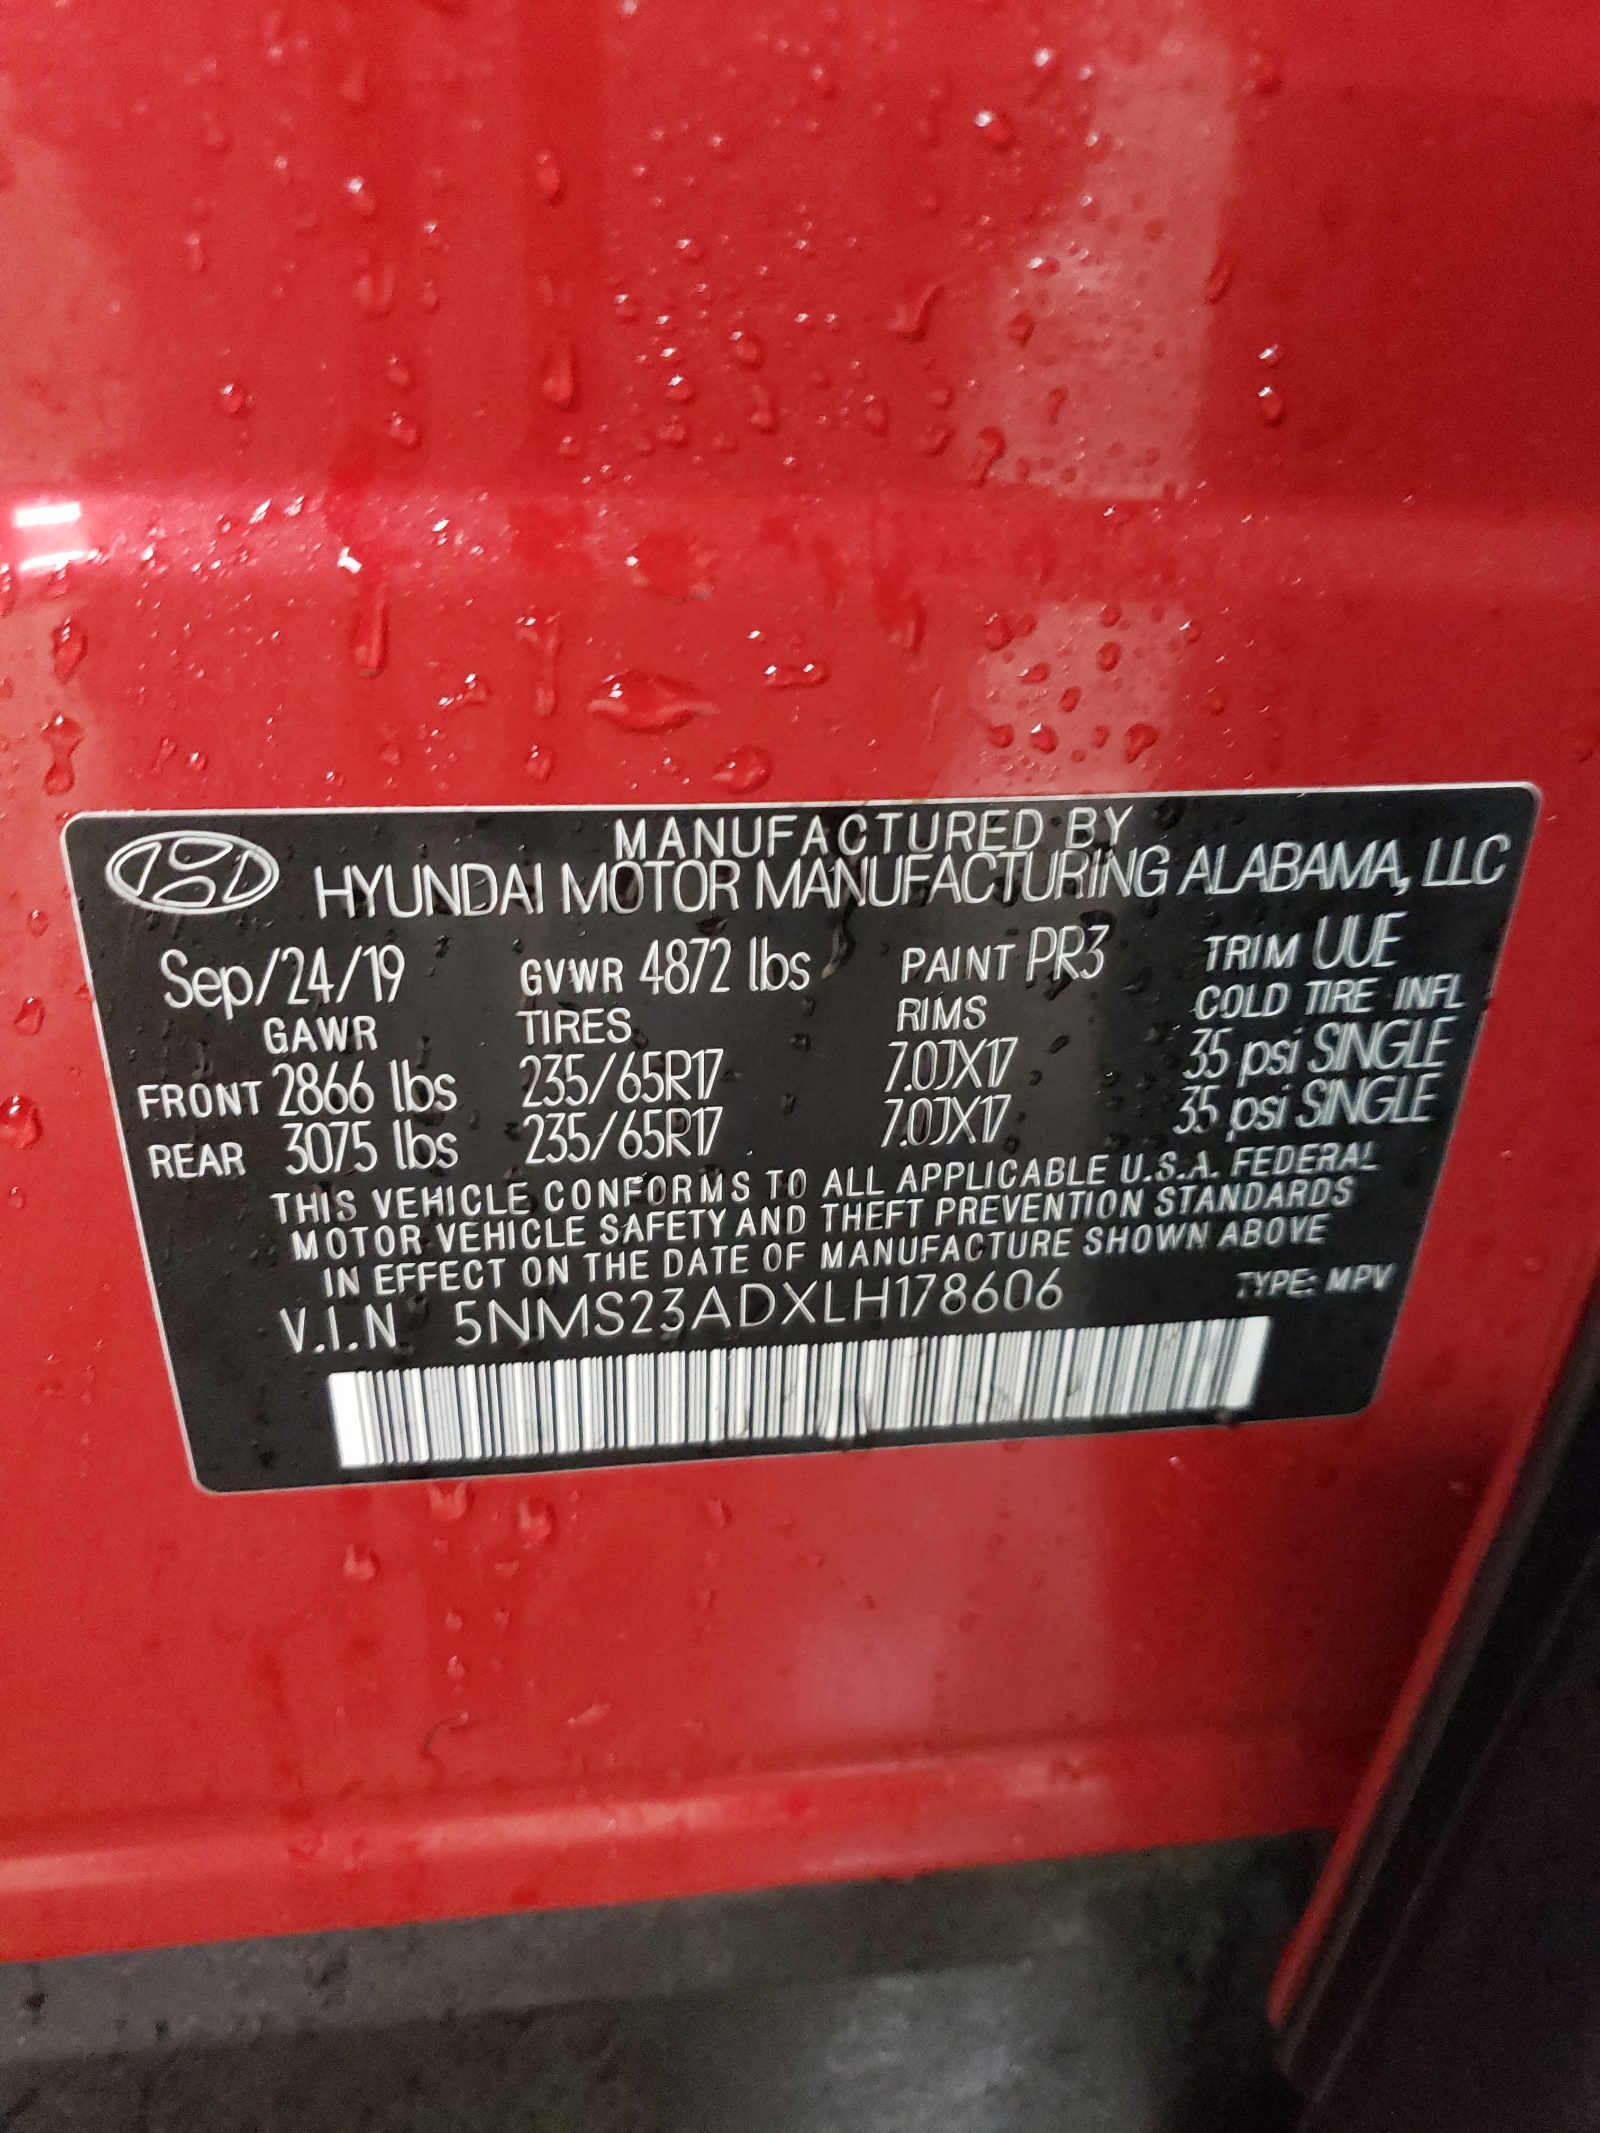 MANUFACTURED BY
HYUNDAI MOTOR MANUFACTURING ALABAMA, LLC
Sep/24/19 GVWR 4872 lbs PAINT PR3 TRIM UUE
GAWR TIRES RIMS COLD TIRE INFL
FRONT 2866 lbs 235/65R17 7.0JX17 35 psi SINGLE
REAR 3075 lbs 235/65R17 7.0JX17 35 psi SINGLE
THIS VEHICLE CONFORMS TO ALL APPLICABLE U.S.A. FEDERAL
MOTOR VEHICLE SAFETY AND THEFT PREVENTION STANDARDS
IN EFFECT ON THE DATE OF MANUFACTURE SHOWN ABOVE
V.I.N 5NMS23ADXLH178606 TYPE: MPV